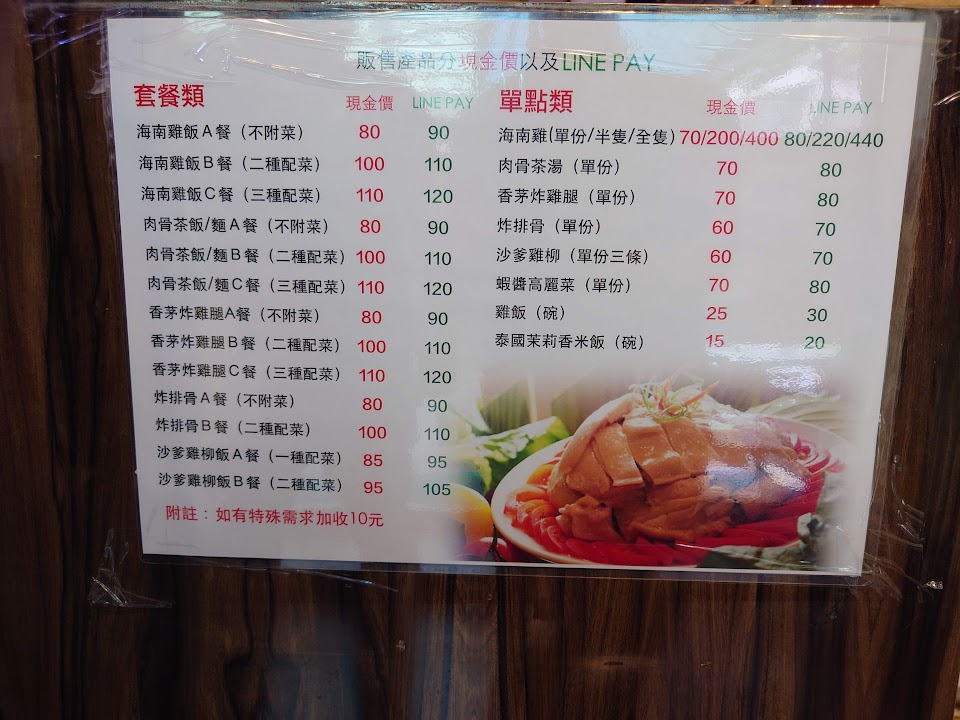 販售產品分現金價以及LINE PAY
套餐類 現金價 LINE PAY
海南雞飯A餐（不附菜） 80 90
海南雞飯B餐（二種配菜） 100 110
海南雞飯C餐（三種配菜） 110 120
肉骨茶飯/麵A餐（不附菜） 80 90
肉骨茶飯/麵B餐（二種配菜） 100 110
肉骨茶飯/麵C餐（三種配菜） 110 120
香茅炸雞腿A餐（不附菜） 80 90
香茅炸雞腿B餐（二種配菜） 100 110
香茅炸雞腿C餐（三種配菜） 110 120
炸排骨A餐（不附菜） 80 90
炸排骨B餐（二種配菜） 100 110
沙爹雞柳飯A餐（一種配菜） 85 95
沙爹雞柳飯B餐（二種配菜） 95 105
附註：如有特殊需求加收10元
單點類 現金價 LINE PAY
海南雞(單份/半隻/全隻) 70/200/400 80/220/440
肉骨茶湯（單份） 70 80
香茅炸雞腿（單份） 70 80
炸排骨（單份） 60 70
沙爹雞柳（單份三條） 60 70
蝦醬高麗菜（單份） 70 80
雞飯（碗） 25 30
泰國茉莉香米飯（碗） 15 20